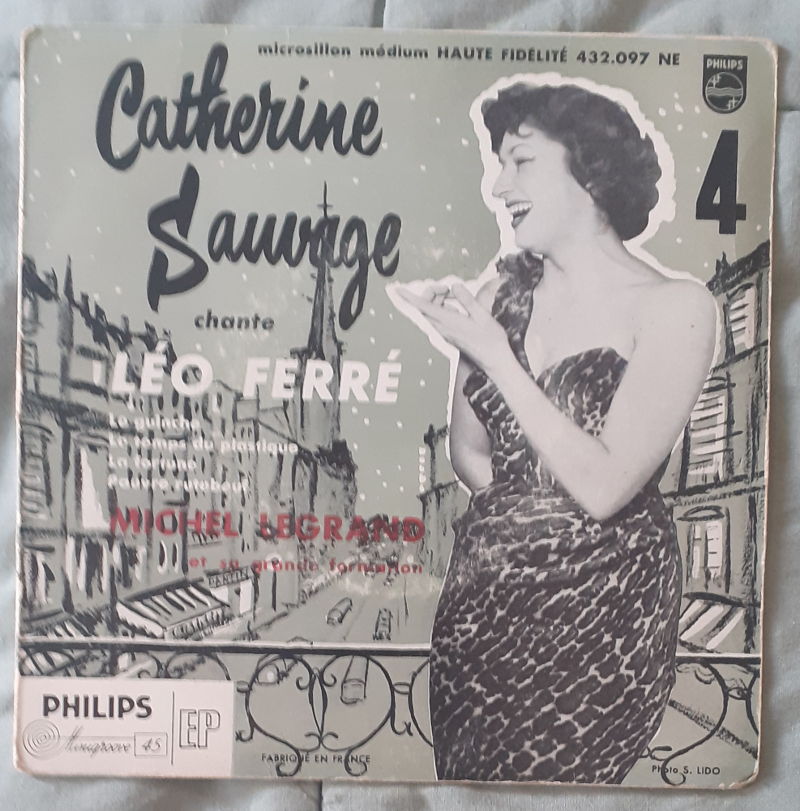 microsillon médium HAUTE FIDÉLITÉ 432.097 NE
PHILIPS
4
Catherine
Sauvage
chante
LÉO FERRÉ
Le guinche
Le temps du plastique
La fortune
Pauvre rutebeuf
MICHEL LEGRAND
et sa grande formation
PHILIPS
Minigroove 45
EP
FABRIQUÉ EN FRANCE
Photo S. LIDO